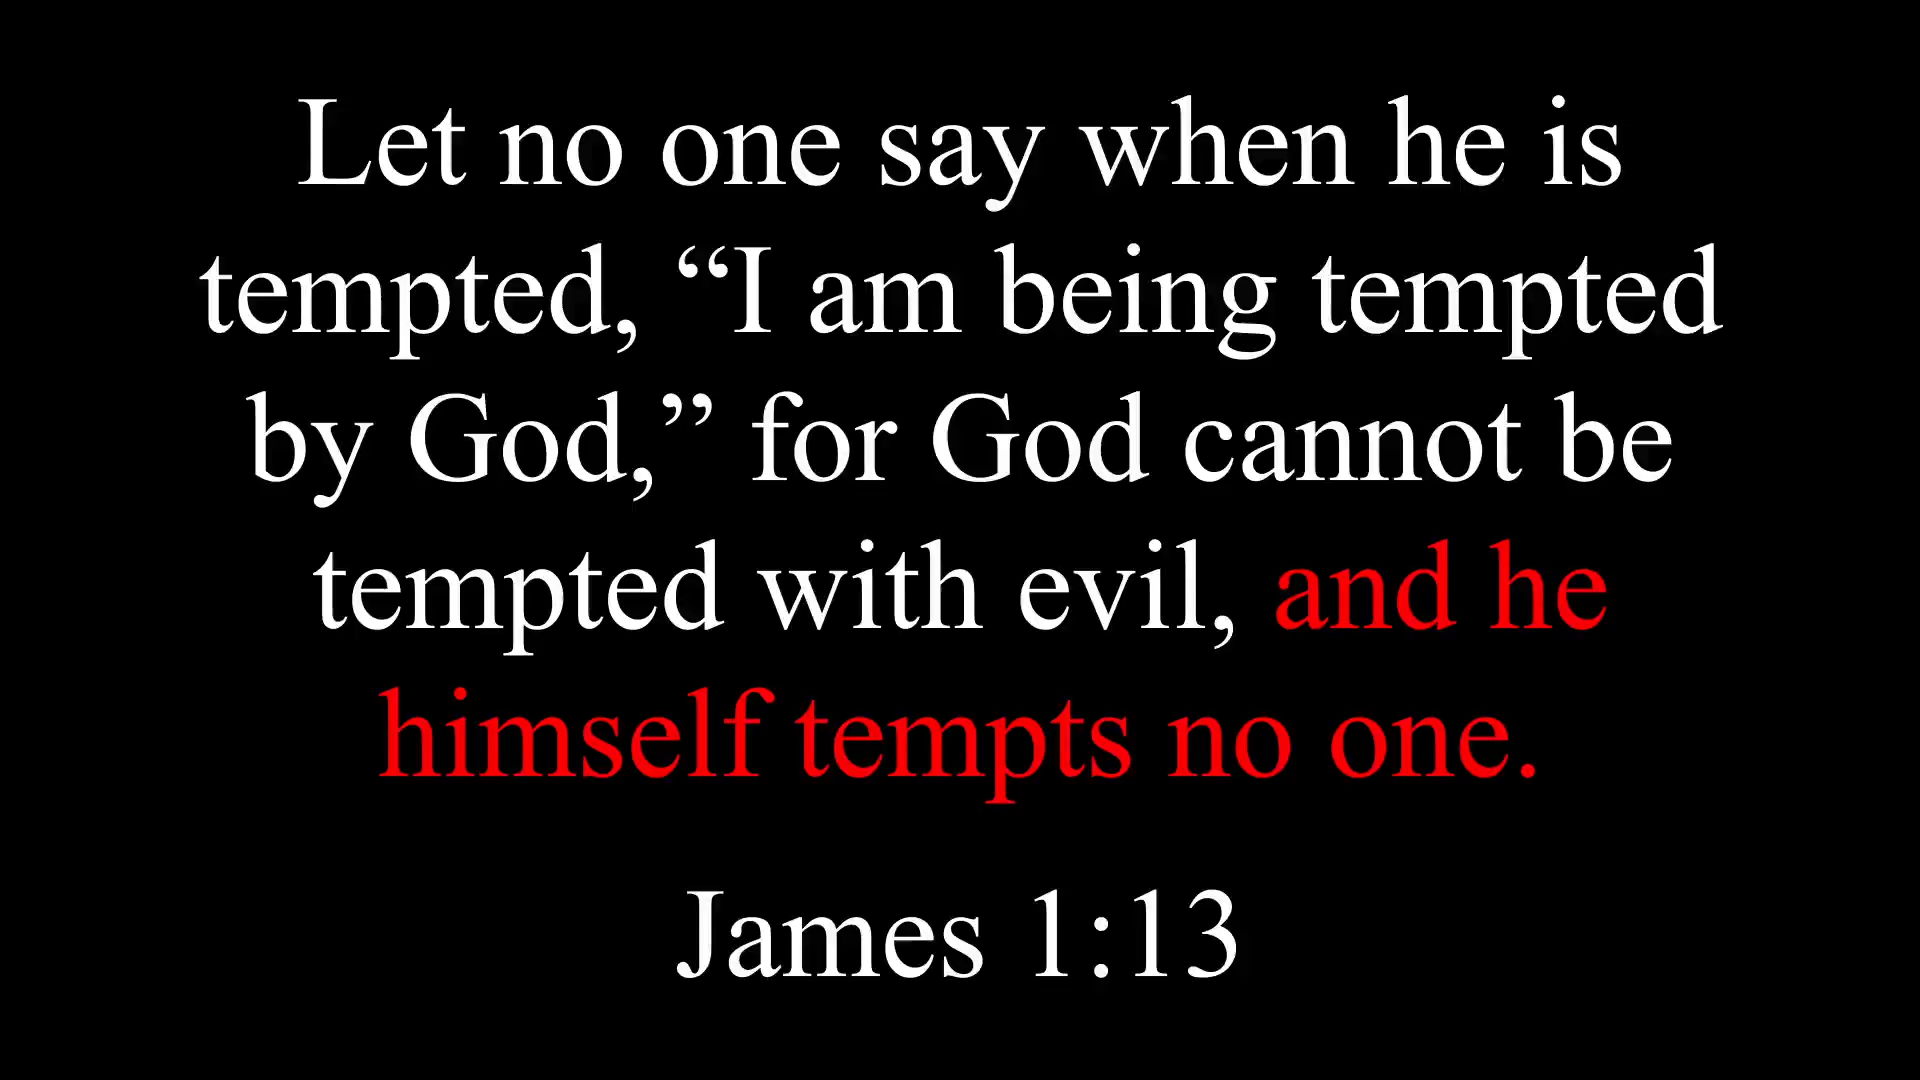 Let no one say when he is
tempted, “I am being tempted
by God,” for God cannot be
tempted with evil, and he
himself tempts no one.
James 1:13